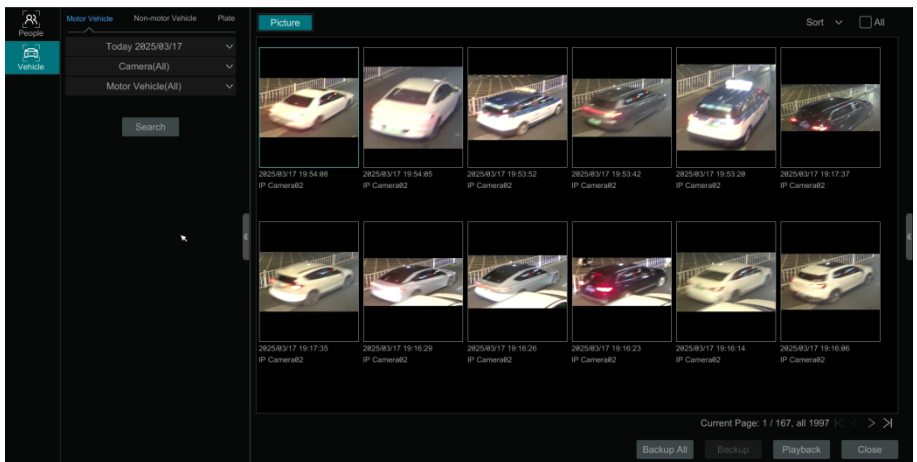 People
Vehicle
Motor Vehicle
Non-motor Vehicle
Plate
Today 2025/03/17
Camera(All)
Motor Vehicle(All)
Search
Picture
Sort
All
2025/03/17 19:54:08
IP Camera02
2025/03/17 19:54:05
IP Camera02
2025/03/17 19:53:52
IP Camera02
2025/03/17 19:53:42
IP Camera02
2025/03/17 19:53:20
IP Camera02
2025/03/17 19:17:37
IP Camera02
2025/03/17 19:17:35
IP Camera02
2025/03/17 19:16:29
IP Camera02
2025/03/17 19:16:26
IP Camera02
2025/03/17 19:16:23
IP Camera02
2025/03/17 19:16:14
IP Camera02
2025/03/17 19:16:06
IP Camera02
Current Page: 1 / 167, all 1997
Backup All
Backup
Playback
Close